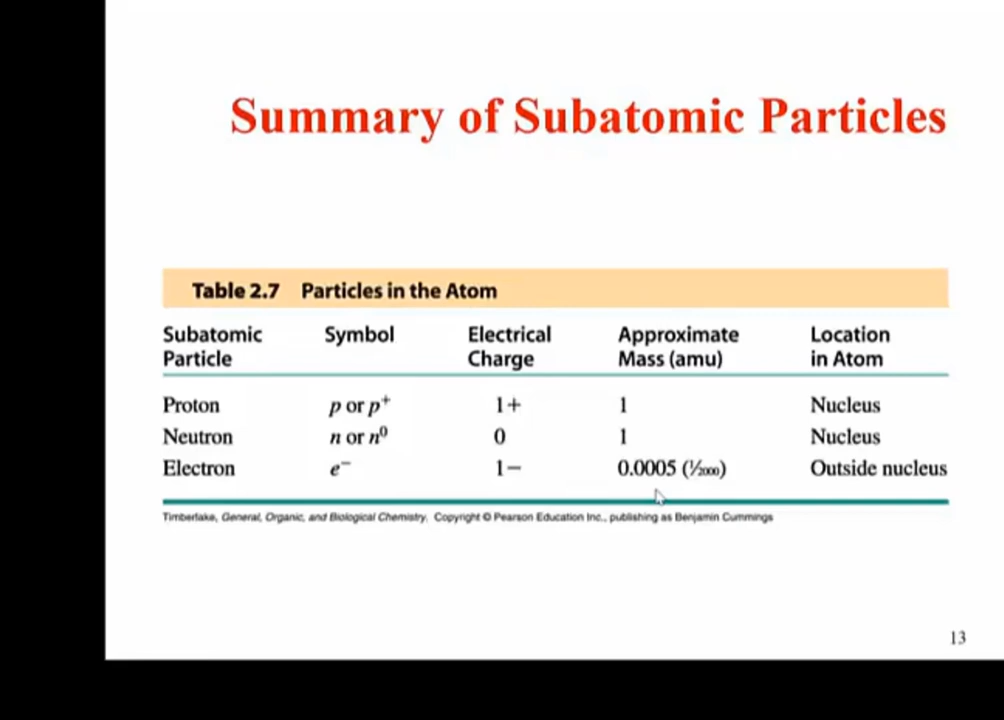 Summary of Subatomic Particles
Table 2.7 Particles in the Atom
Subatomic Particle Symbol Electrical Charge Approximate Mass (amu) Location in Atom
Proton p or p⁺ 1+ 1 Nucleus
Neutron n or n⁰ 0 1 Nucleus
Electron e⁻ 1− 0.0005 (1/2000) Outside nucleus
Timberlake, General, Organic, and Biological Chemistry. Copyright © Pearson Education Inc., publishing as Benjamin Cummings
13